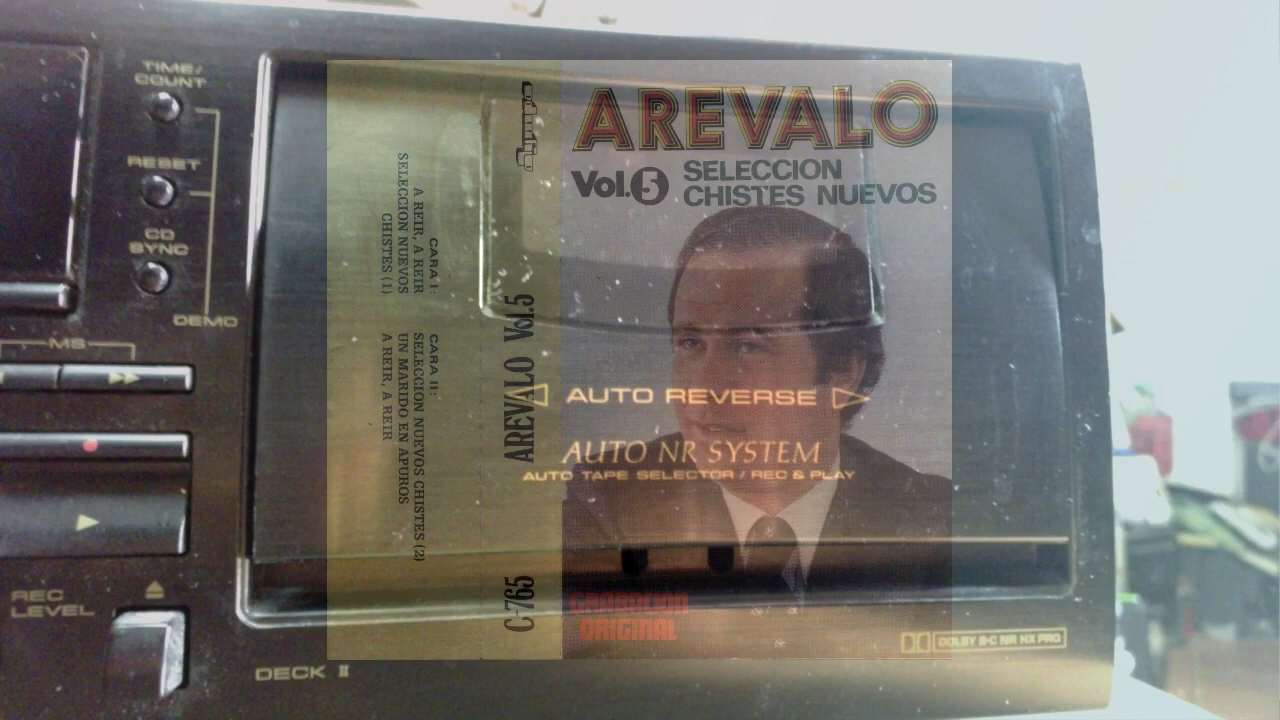 TIME/
COUNT
RESET
CD
SYNC
DEMO
MS
REC
LEVEL
DECK II
AREVALO
Vol.5 SELECCION
CHISTES NUEVOS
AUTO REVERSE
AUTO NR SYSTEM
AUTO TAPE SELECTOR / REC & PLAY
GRABACION
ORIGINAL
DOLBY B-C NR HX PRO
AREVALO Vol.5
C-765
CARA I:
A REIR, A REIR
SELECCION NUEVOS
CHISTES (1)
CARA II:
SELECCION NUEVOS CHISTES (2)
UN MARIDO EN APUROS
A REIR, A REIR